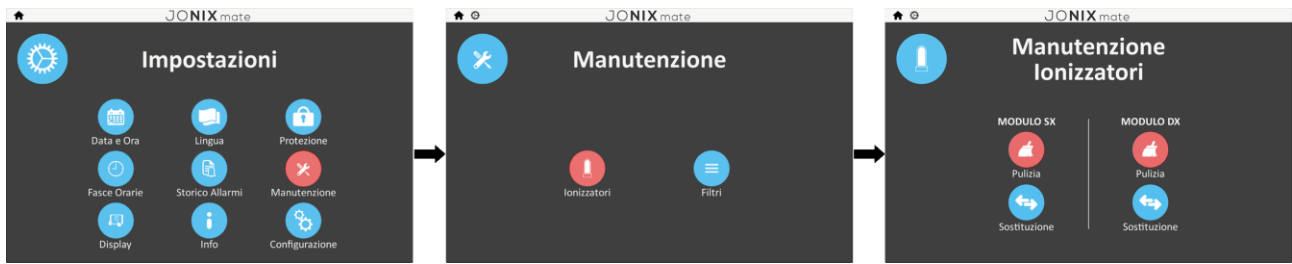 JONIX mate
Impostazioni
Data e Ora
Lingua
Protezione
Fasce Orarie
Storico Allarmi
Manutenzione
Display
Info
Configurazione
JONIX mate
Manutenzione
Ionizzatori
Filtri
JONIX mate
Manutenzione
Ionizzatori
MODULO SX
MODULO DX
Pulizia
Pulizia
Sostituzione
Sostituzione